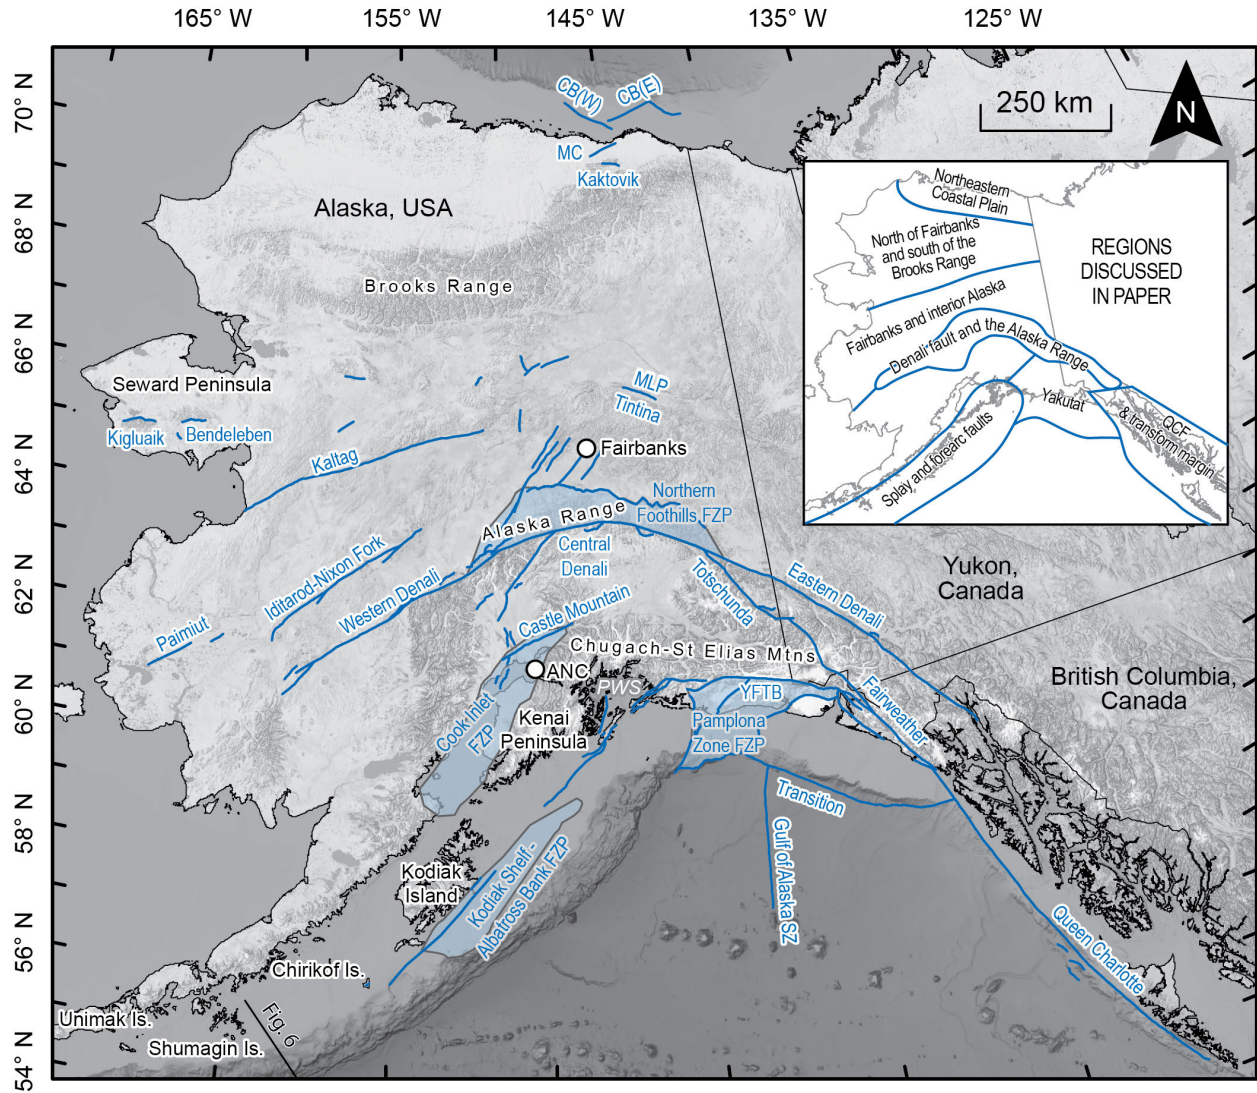 165° W
155° W
145° W
135° W
125° W
70° N
68° N
66° N
64° N
62° N
60° N
58° N
56° N
54° N
CB(W)
CB(E)
250 km
N
MC
Kaktovik
Alaska, USA
Brooks Range
Seward Peninsula
Kigluaik
Bendeleben
MLP
Tintina
Kaltag
Fairbanks
Northern
Foothills FZP
Alaska Range
Central
Denali
Iditarod-Nixon Fork
Western Denali
Totschunda
Eastern Denali
Yukon,
Canada
Paimiut
Castle Mountain
Chugach-St Elias Mtns
ANC
PWS
YFTB
Fairweather
British Columbia,
Canada
Cook Inlet
FZP
Kenai
Peninsula
Pamplona
Zone FZP
Transition
Gulf of Alaska SZ
Kodiak
Island
Kodiak Shelf-
Albatross Bank FZP
Queen Charlotte
Chirikof Is.
Unimak Is.
Shumagin Is.
Fig. 6
Northeastern
Coastal Plain
North of Fairbanks
and south of the
Brooks Range
REGIONS
DISCUSSED
IN PAPER
Fairbanks and interior Alaska
Denali fault and the Alaska Range
Yakutat
QCF
& transform margin
Splay and forearc faults